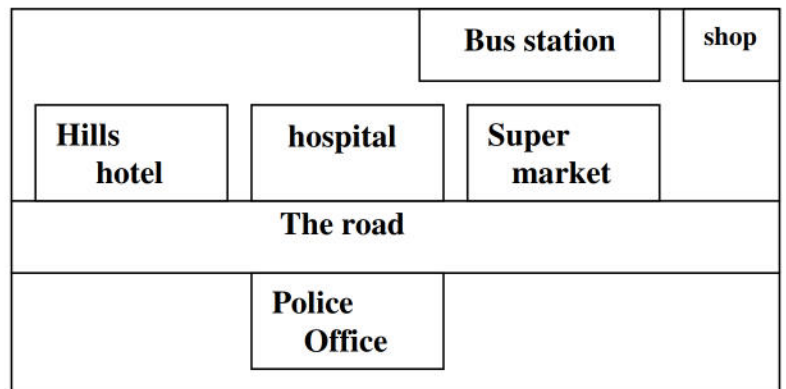 Bus station
shop
Hills
hotel
hospital
Super
market
The road
Police
Office